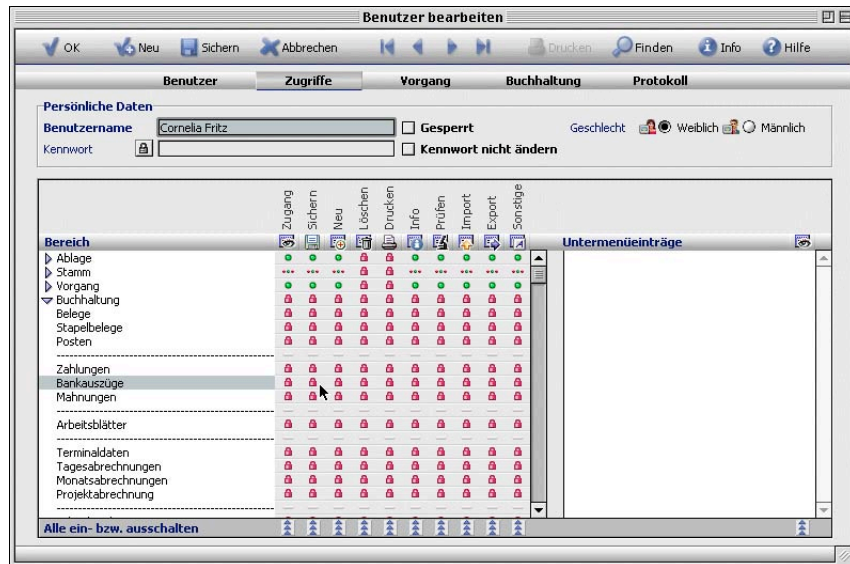 Benutzer bearbeiten
OK Neu Sichern Abbrechen Drucken Finden Info Hilfe
Benutzer Zugriffe Vorgang Buchhaltung Protokoll
Persönliche Daten
Benutzername Cornelia Fritz Gesperrt Geschlecht Weiblich Männlich
Kennwort Kennwort nicht ändern
Zugang Sichern Neu Löschen Drucken Info Prüfen Import Export Sonstige
Bereich Untermenüeinträge
Ablage
Stamm
Vorgang
Buchhaltung
Belege
Stapelbelege
Posten
Zahlungen
Bankauszüge
Mahnungen
Arbeitsblätter
Terminaldaten
Tagesabrechnungen
Monatsabrechnungen
Projektabrechnung
Alle ein- bzw. ausschalten